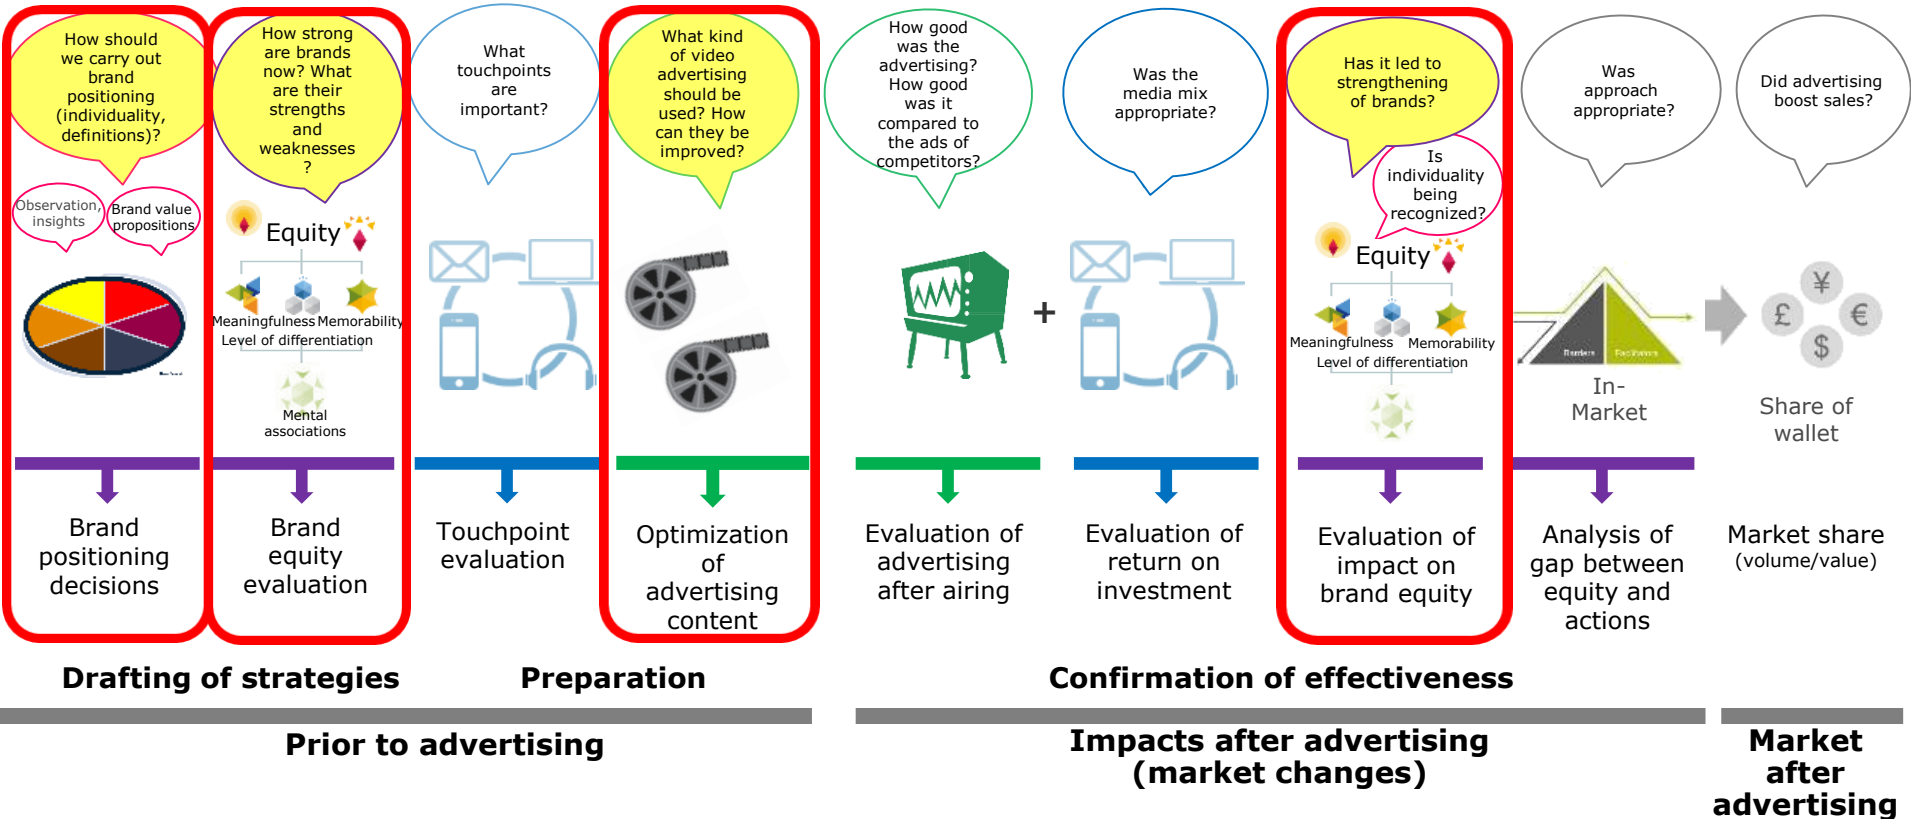 How should
we carry out
brand
positioning
(individuality,
definitions)?
How strong
are brands
now? What
are their
strengths
and
weaknesses
?
What
touchpoints
are
important?
What kind
of video
advertising
should be
used? How
can they be
improved?
How good
was the
advertising?
How good
was it
compared to
the ads of
competitors?
Was the
media mix
appropriate?
Has it led to
strengthening
of brands?
Is
individuality
being
recognized?
Was
approach
appropriate?
Did advertising
boost sales?
Observation,
insights
Brand value
propositions
Equity
Meaningfulness Memorability
Level of differentiation
Mental
associations
+
Equity
Meaningfulness Memorability
Level of differentiation
Barriers Facilitators
In-
Market
¥
£ €
$
Share of
wallet
Brand
positioning
decisions
Brand
equity
evaluation
Touchpoint
evaluation
Optimization
of
advertising
content
Evaluation of
advertising
after airing
Evaluation of
return on
investment
Evaluation of
impact on
brand equity
Analysis of
gap between
equity and
actions
Market share
(volume/value)
Drafting of strategies
Preparation
Confirmation of effectiveness
Prior to advertising
Impacts after advertising
(market changes)
Market
after
advertising